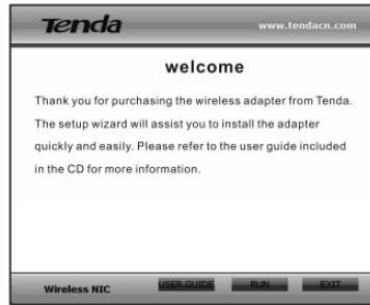 Tenda
www.tendacn.com
welcome
Thank you for purchasing the wireless adapter from Tenda.
The setup wizard will assist you to install the adapter
quickly and easily. Please refer to the user guide included
in the CD for more information.
Wireless NIC
USER GUIDE
RUN
EXIT